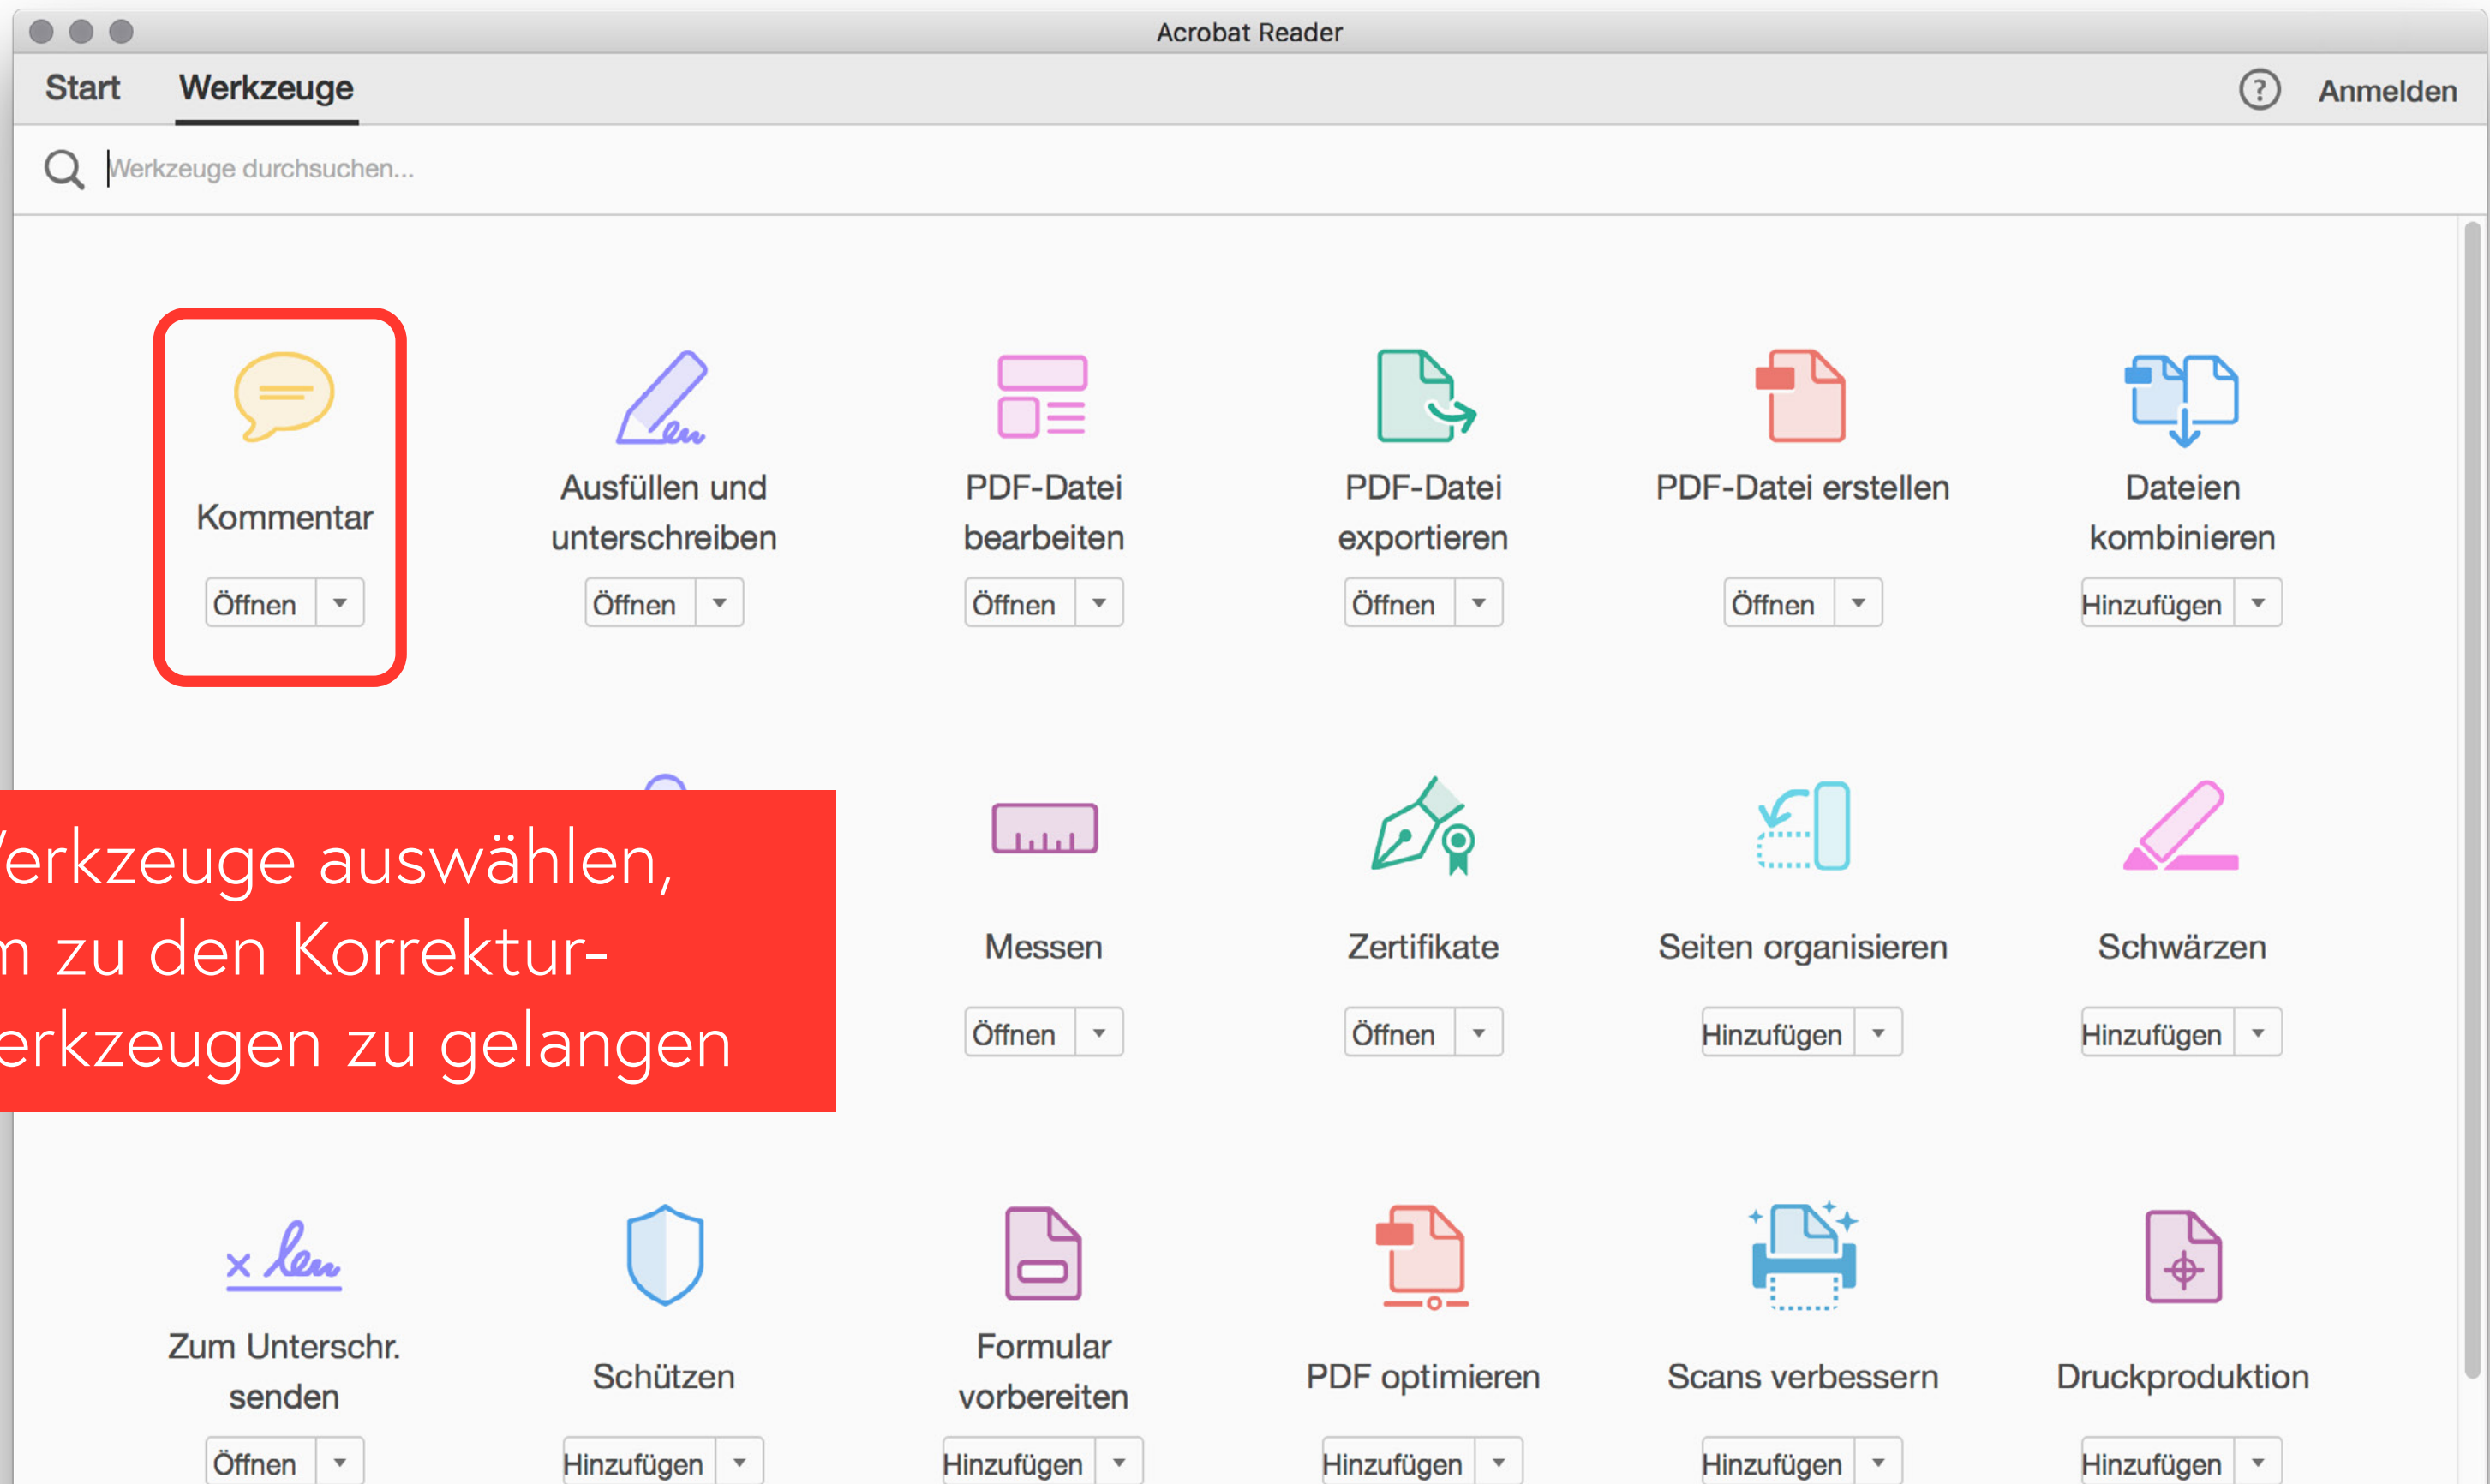 Acrobat Reader
Start Werkzeuge Anmelden
Werkzeuge durchsuchen...
Kommentar
Öffnen
Ausfüllen und
unterschreiben
Öffnen
PDF-Datei
bearbeiten
Öffnen
PDF-Datei
exportieren
Öffnen
PDF-Datei erstellen
Öffnen
Dateien
kombinieren
Hinzufügen
erkzeuge auswählen,
zu den Korrektur-
erkzeugen zu gelangen
Messen
Öffnen
Zertifikate
Öffnen
Seiten organisieren
Hinzufügen
Schwärzen
Hinzufügen
Zum Unterschr.
senden
Öffnen
Schützen
Hinzufügen
Formular
vorbereiten
Hinzufügen
PDF optimieren
Hinzufügen
Scans verbessern
Hinzufügen
Druckproduktion
Hinzufügen